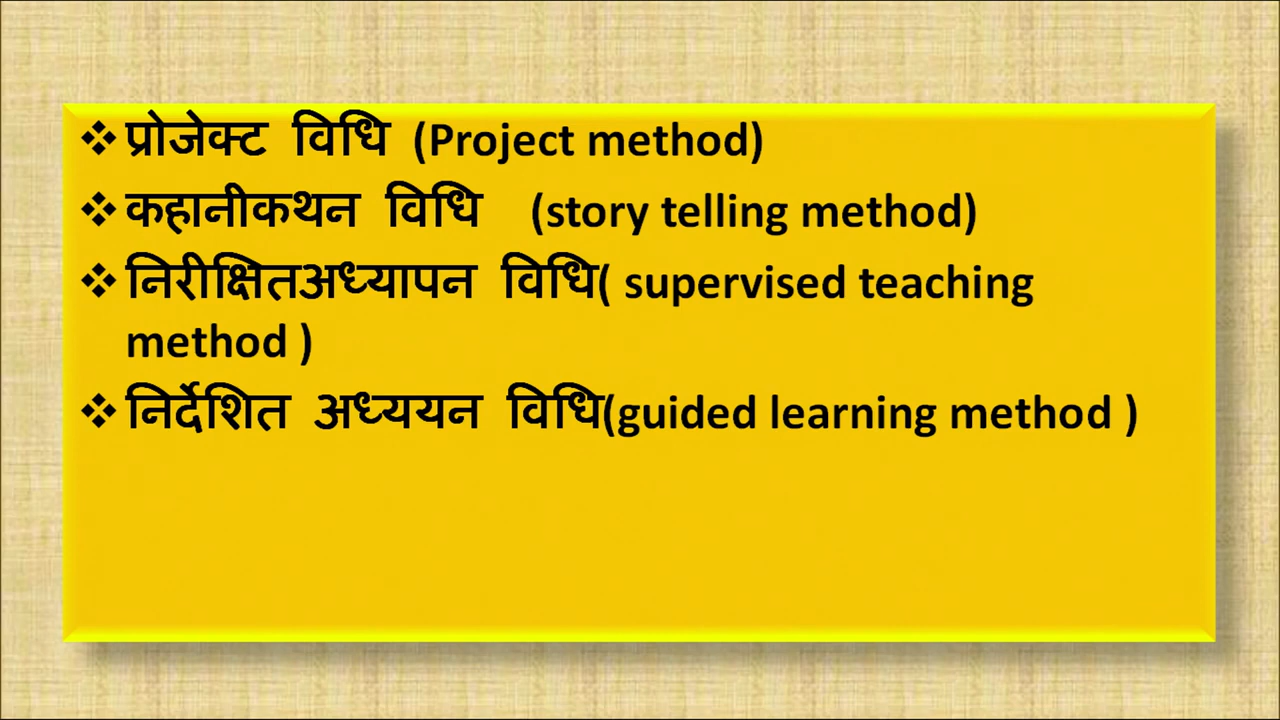 ❖ प्रोजेक्ट विधि (Project method)
❖ कहानीकथन विधि (story telling method)
❖ निरीक्षितअध्यापन विधि( supervised teaching
method )
❖ निर्देशित अध्ययन विधि(guided learning method )